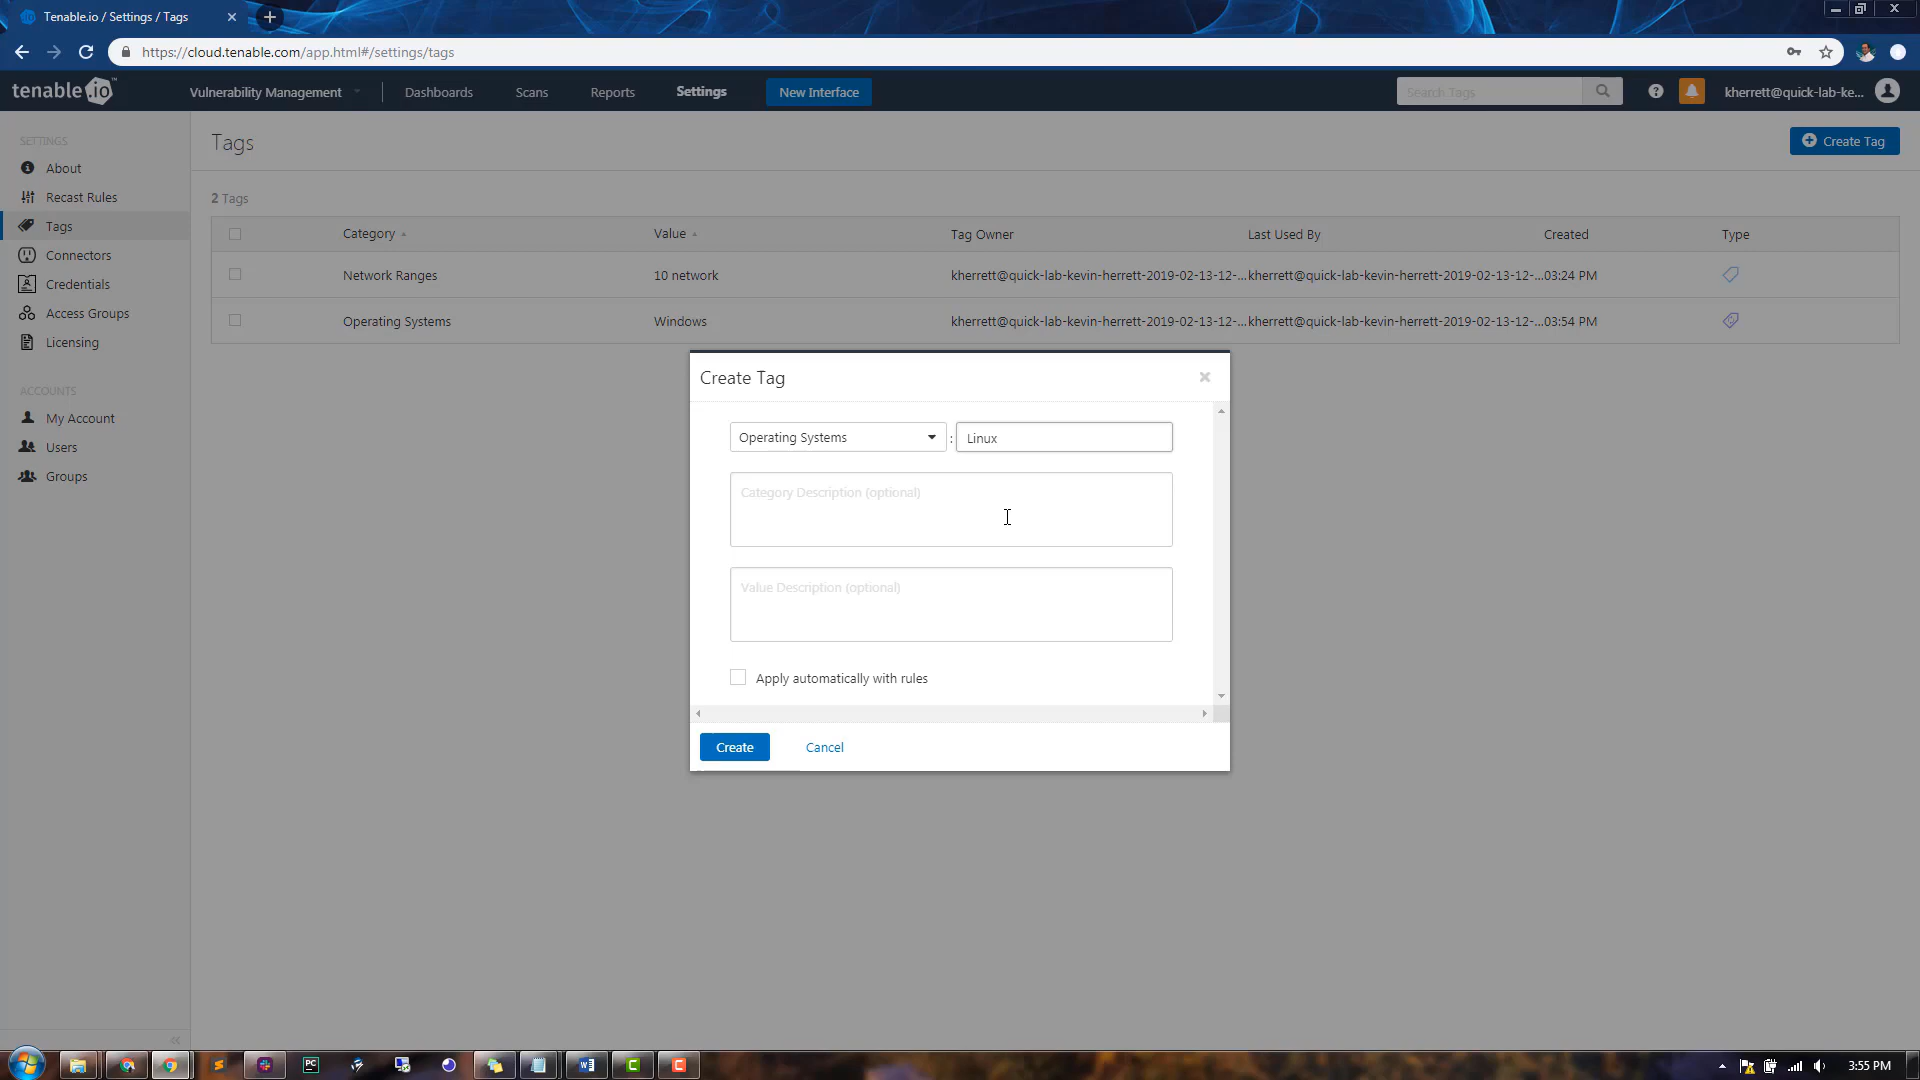 Tenable.io / Settings / Tags
https://cloud.tenable.com/app.html#/settings/tags
tenable.io
Vulnerability Management
Dashboards
Scans
Reports
Settings
New Interface
Search Tags
kherrett@quick-lab-ke...
SETTINGS
About
Recast Rules
Tags
Connectors
Credentials
Access Groups
Licensing
ACCOUNTS
My Account
Users
Groups
Tags
Create Tag
2 Tags
Category Value Tag Owner Last Used By Created Type
Network Ranges 10 network kherrett@quick-lab-kevin-herrett-2019-02-13-12-... kherrett@quick-lab-kevin-herrett-2019-02-13-12-... 03:24 PM
Operating Systems Windows kherrett@quick-lab-kevin-herrett-2019-02-13-12-... kherrett@quick-lab-kevin-herrett-2019-02-13-12-... 03:54 PM
Create Tag
Operating Systems : Linux
Category Description (optional)
Value Description (optional)
Apply automatically with rules
Create
Cancel
PC
3:55 PM